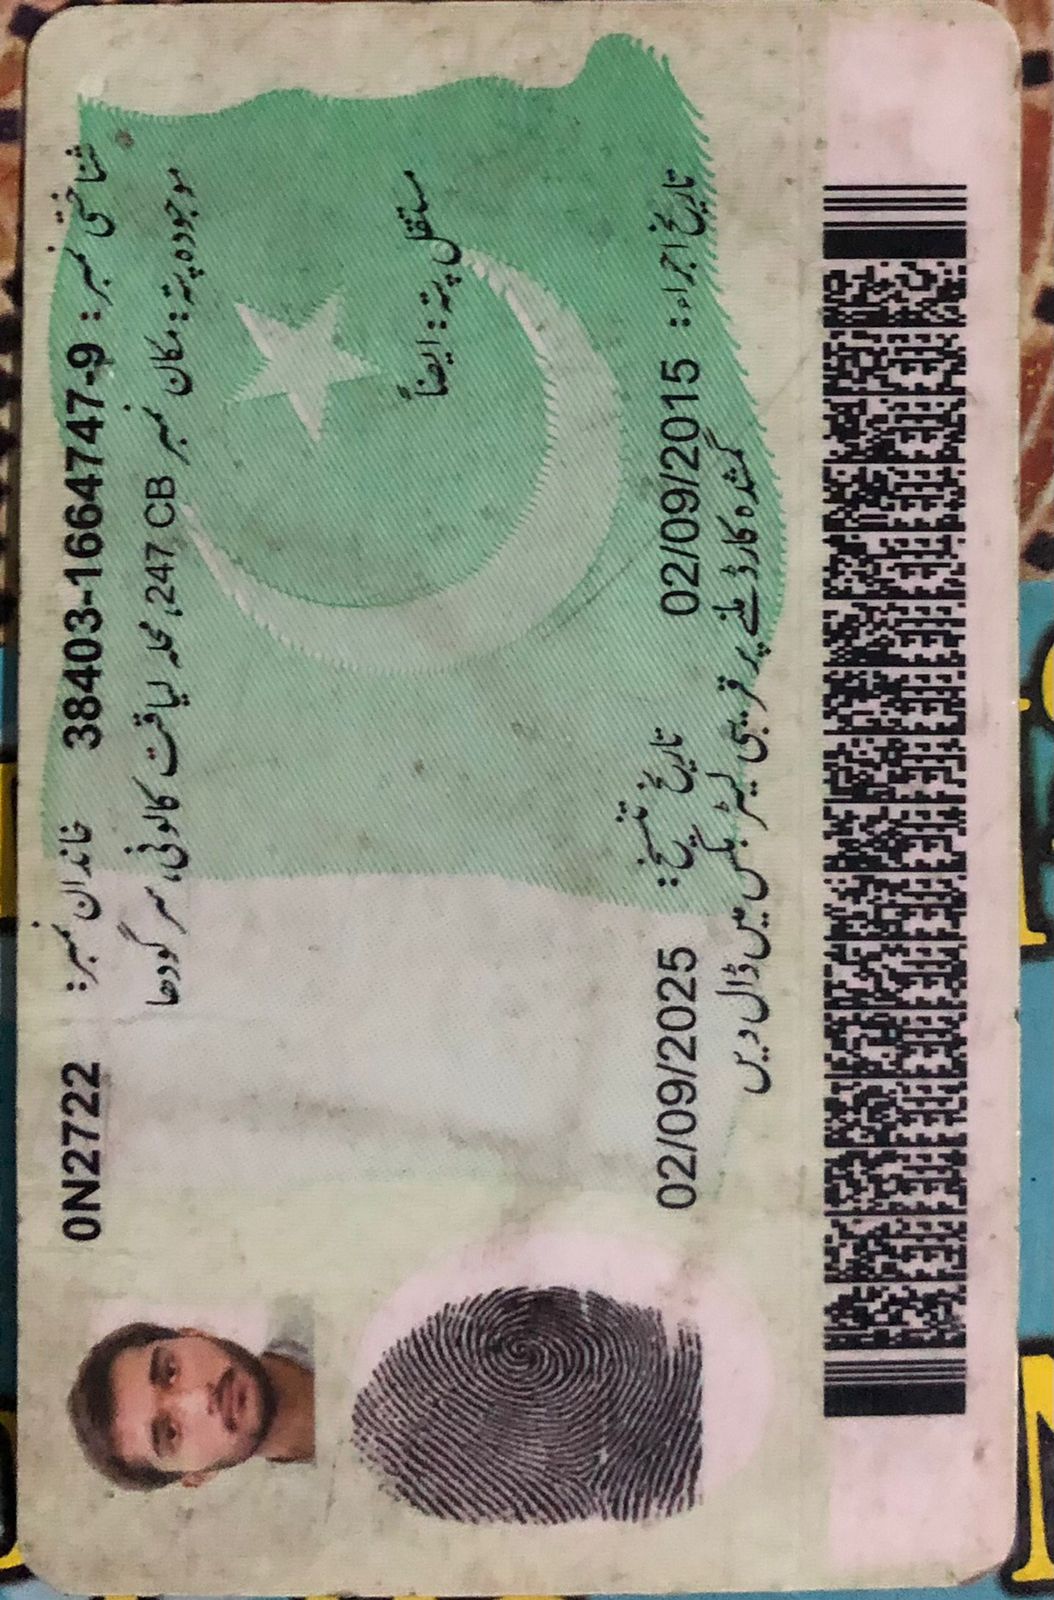 شناختی نمبر: 38403-1664747-9 خاندان نمبر: 0N2722
موجودہ پتہ: مکان نمبر 247 CB، محلہ لیاقت کالونی، سرگودھا
مستقل پتہ: ایضاً
تاریخ اجراء: 02/09/2015 تاریخ تنسیخ: 02/09/2025
گمشدہ کارڈ ملنے پر قریبی لیٹر بکس میں ڈال دیں